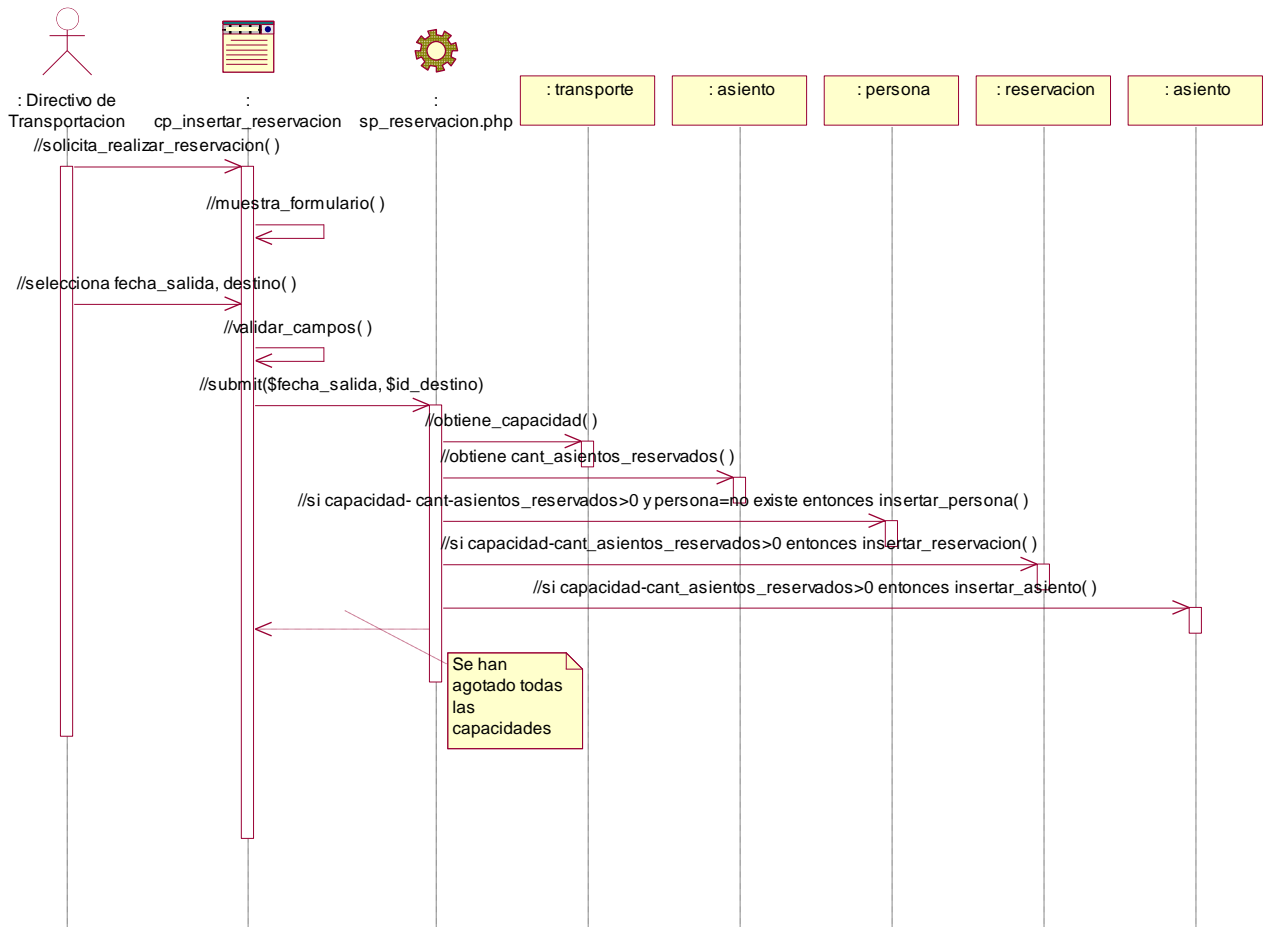 : Directivo de
Transportacion
:
cp_insertar_reservacion
:
sp_reservacion.php
: transporte
: asiento
: persona
: reservacion
: asiento
//solicita_realizar_reservacion( )
//muestra_formulario( )
//selecciona fecha_salida, destino( )
//validar_campos( )
//submit($fecha_salida, $id_destino)
//obtiene_capacidad( )
//obtiene cant_asientos_reservados( )
//si capacidad- cant-asientos_reservados>0 y persona=no existe entonces insertar_persona( )
//si capacidad-cant_asientos_reservados>0 entonces insertar_reservacion( )
//si capacidad-cant_asientos_reservados>0 entonces insertar_asiento( )
Se han
agotado todas
las
capacidades